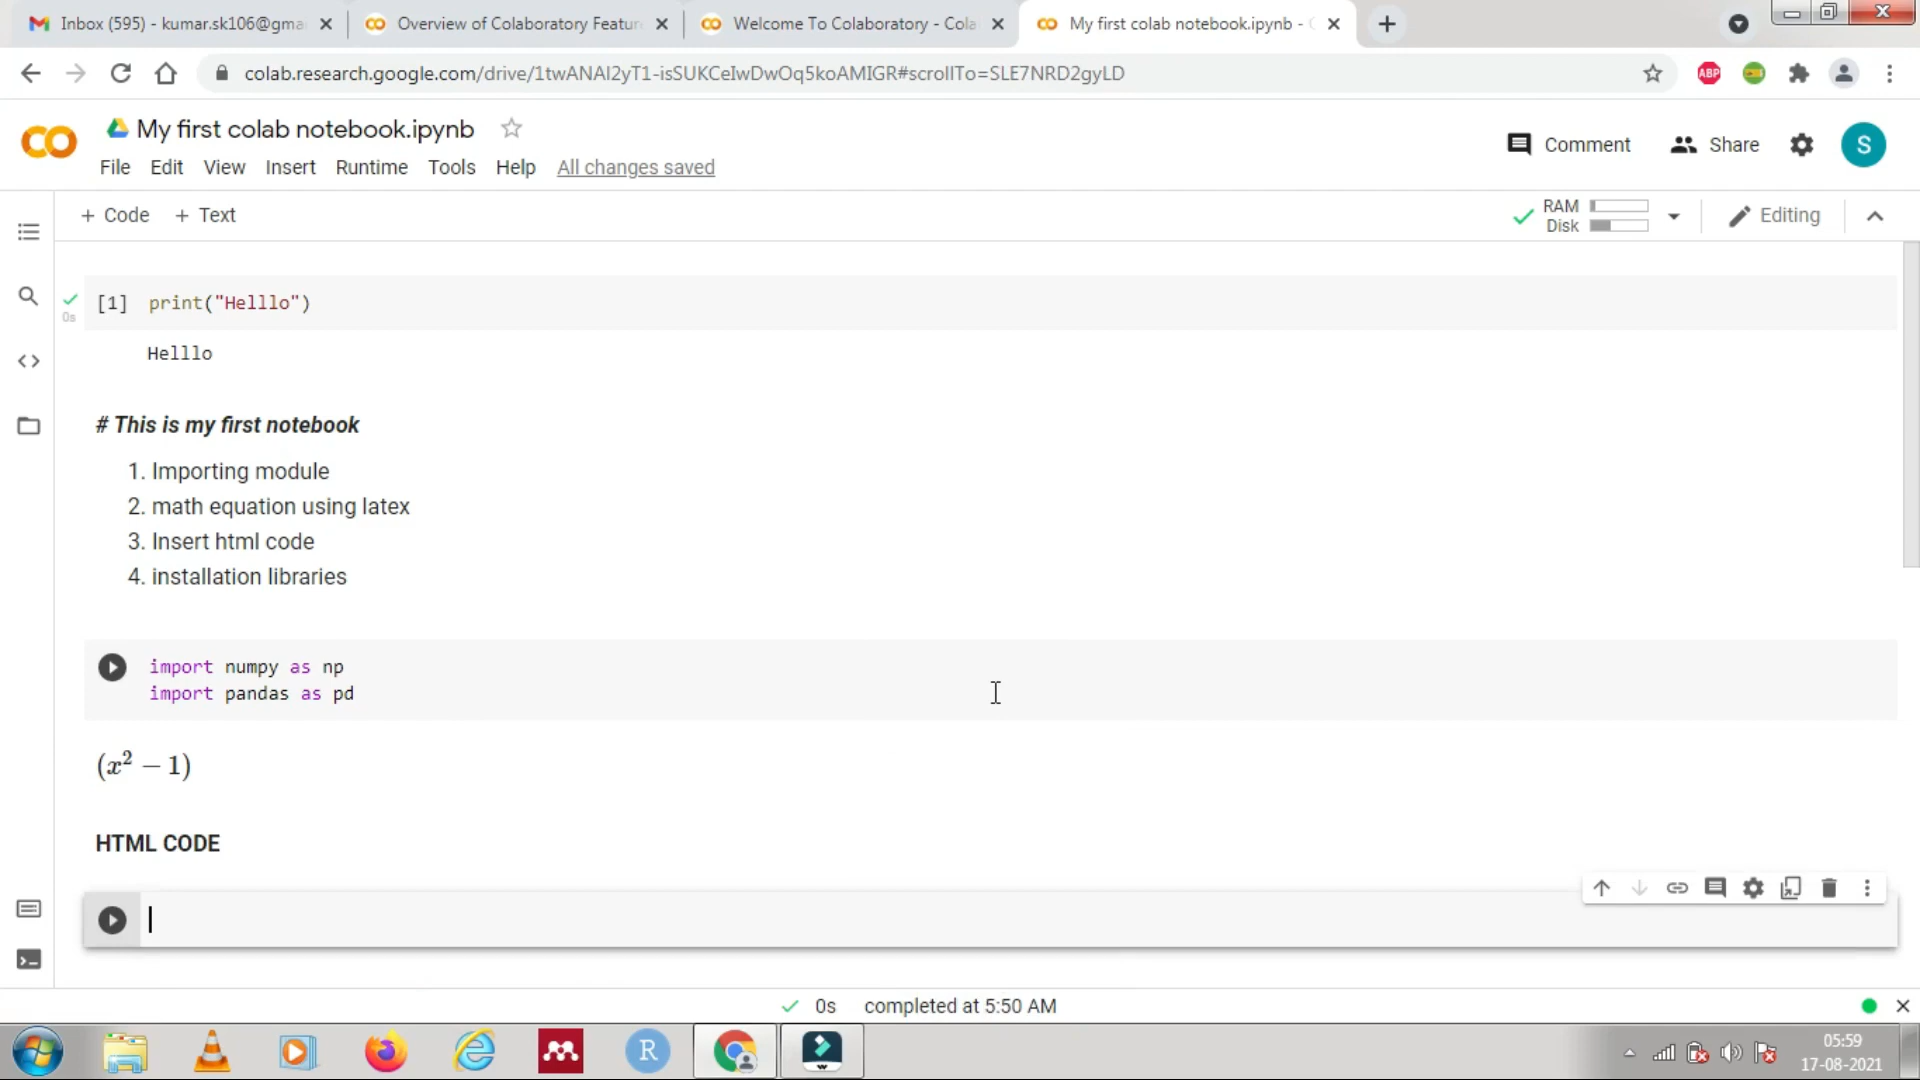 Inbox (595) - kumar.sk106@gma
Overview of Colaboratory Featur
Welcome To Colaboratory - Cola
My first colab notebook.ipynb -
colab.research.google.com/drive/1twANAI2yT1-isSUKCeIwDwOq5koAMIGR#scrollTo=SLE7NRD2gyLD
ABP
My first colab notebook.ipynb
Comment
Share
S
File Edit View Insert Runtime Tools Help All changes saved
+ Code + Text
RAM
Disk
Editing
[1] print("Helllo")
0s
Helllo
# This is my first notebook
1. Importing module
2. math equation using latex
3. Insert html code
4. installation libraries
import numpy as np
import pandas as pd
(x² − 1)
HTML CODE
0s completed at 5:50 AM
R
05:59
17-08-2021